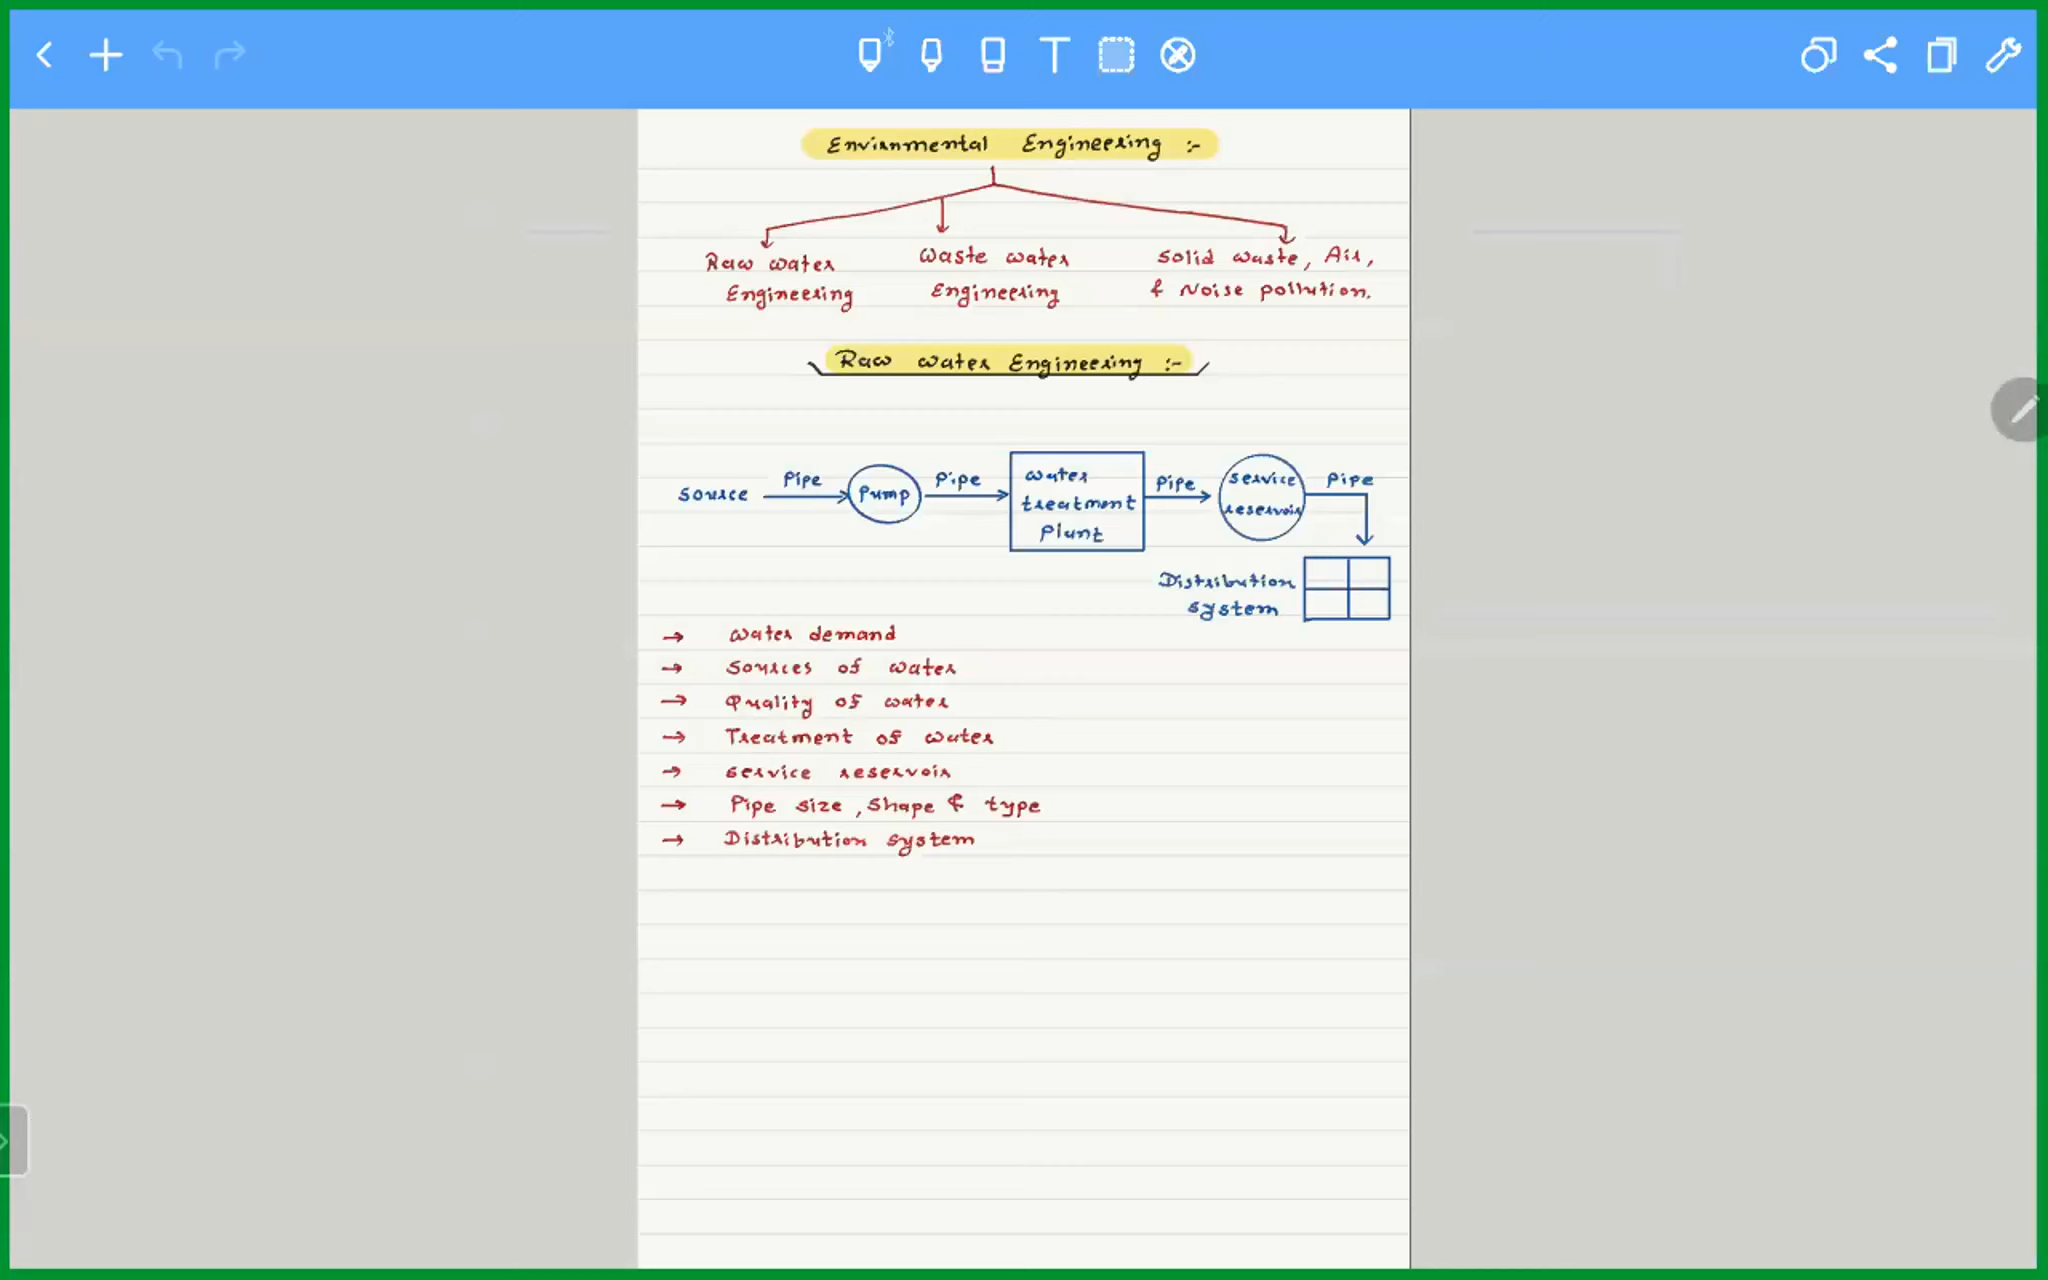 Envirnmental Engineering :-
Raw water Engineering
Waste water Engineering
Solid waste, Air, & Noise pollution.
Raw water Engineering :-
Source
Pipe
Pump
Pipe
water treatment Plant
Pipe
Service reservoir
Pipe
Distribution system
→ Water demand
→ Sources of water
→ Quality of water
→ Treatment of water
→ Service reservoir
→ Pipe size, Shape & type
→ Distribution system